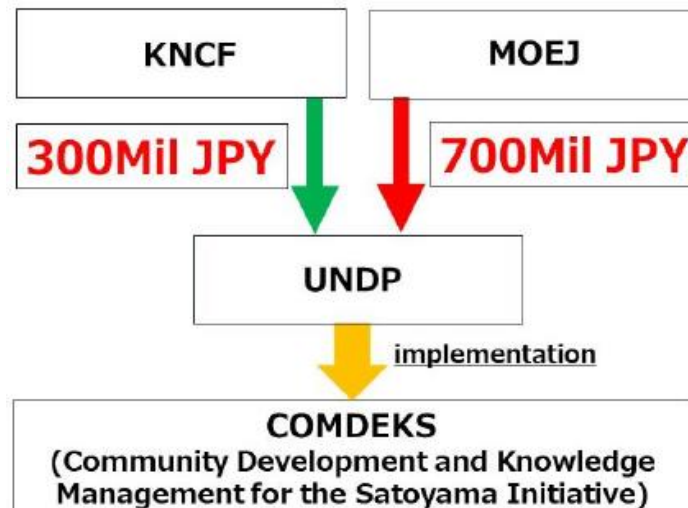 KNCF
MOEJ
300Mil JPY
700Mil JPY
UNDP
implementation
COMDEKS
(Community Development and Knowledge
Management for the Satoyama Initiative)